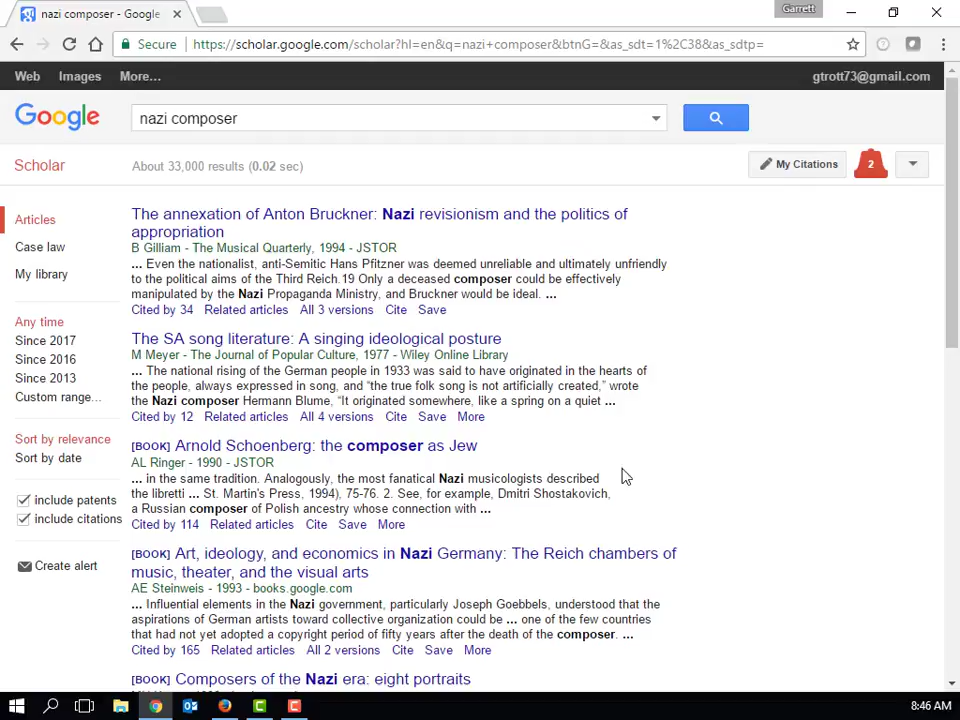 nazi composer - Google
Garrett
Secure https://scholar.google.com/scholar?hl=en&q=nazi+composer&btnG=&as_sdt=1%2C38&as_sdtp=
Web Images More... gtrott73@gmail.com
Google nazi composer
Scholar About 33,000 results (0.02 sec) My Citations 2
Articles
Case law
My library
Any time
Since 2017
Since 2016
Since 2013
Custom range...
Sort by relevance
Sort by date
include patents
include citations
Create alert
The annexation of Anton Bruckner: Nazi revisionism and the politics of
appropriation
B Gilliam - The Musical Quarterly, 1994 - JSTOR
... Even the nationalist, anti-Semitic Hans Pfitzner was deemed unreliable and ultimately unfriendly
to the political aims of the Third Reich.19 Only a deceased composer could be effectively
manipulated by the Nazi Propaganda Ministry, and Bruckner would be ideal. ...
Cited by 34 Related articles All 3 versions Cite Save
The SA song literature: A singing ideological posture
M Meyer - The Journal of Popular Culture, 1977 - Wiley Online Library
... The national rising of the German people in 1933 was said to have originated in the hearts of
the people, always expressed in song, and “the true folk song is not artificially created,” wrote
the Nazi composer Hermann Blume, “It originated somewhere, like a spring on a quiet ...
Cited by 12 Related articles All 4 versions Cite Save More
[BOOK] Arnold Schoenberg: the composer as Jew
AL Ringer - 1990 - JSTOR
... in the same tradition. Analogously, the most fanatical Nazi musicologists described
the libretti ... St. Martin's Press, 1994), 75-76. 2. See, for example, Dmitri Shostakovich,
a Russian composer of Polish ancestry whose connection with ...
Cited by 114 Related articles Cite Save More
[BOOK] Art, ideology, and economics in Nazi Germany: The Reich chambers of
music, theater, and the visual arts
AE Steinweis - 1993 - books.google.com
... Influential elements in the Nazi government, particularly Joseph Goebbels, understood that the
aspirations of German artists toward collective organization could be ... one of the few countries
that had not yet adopted a copyright period of fifty years after the death of the composer. ...
Cited by 165 Related articles All 2 versions Cite Save More
[BOOK] Composers of the Nazi era: eight portraits
8:46 AM